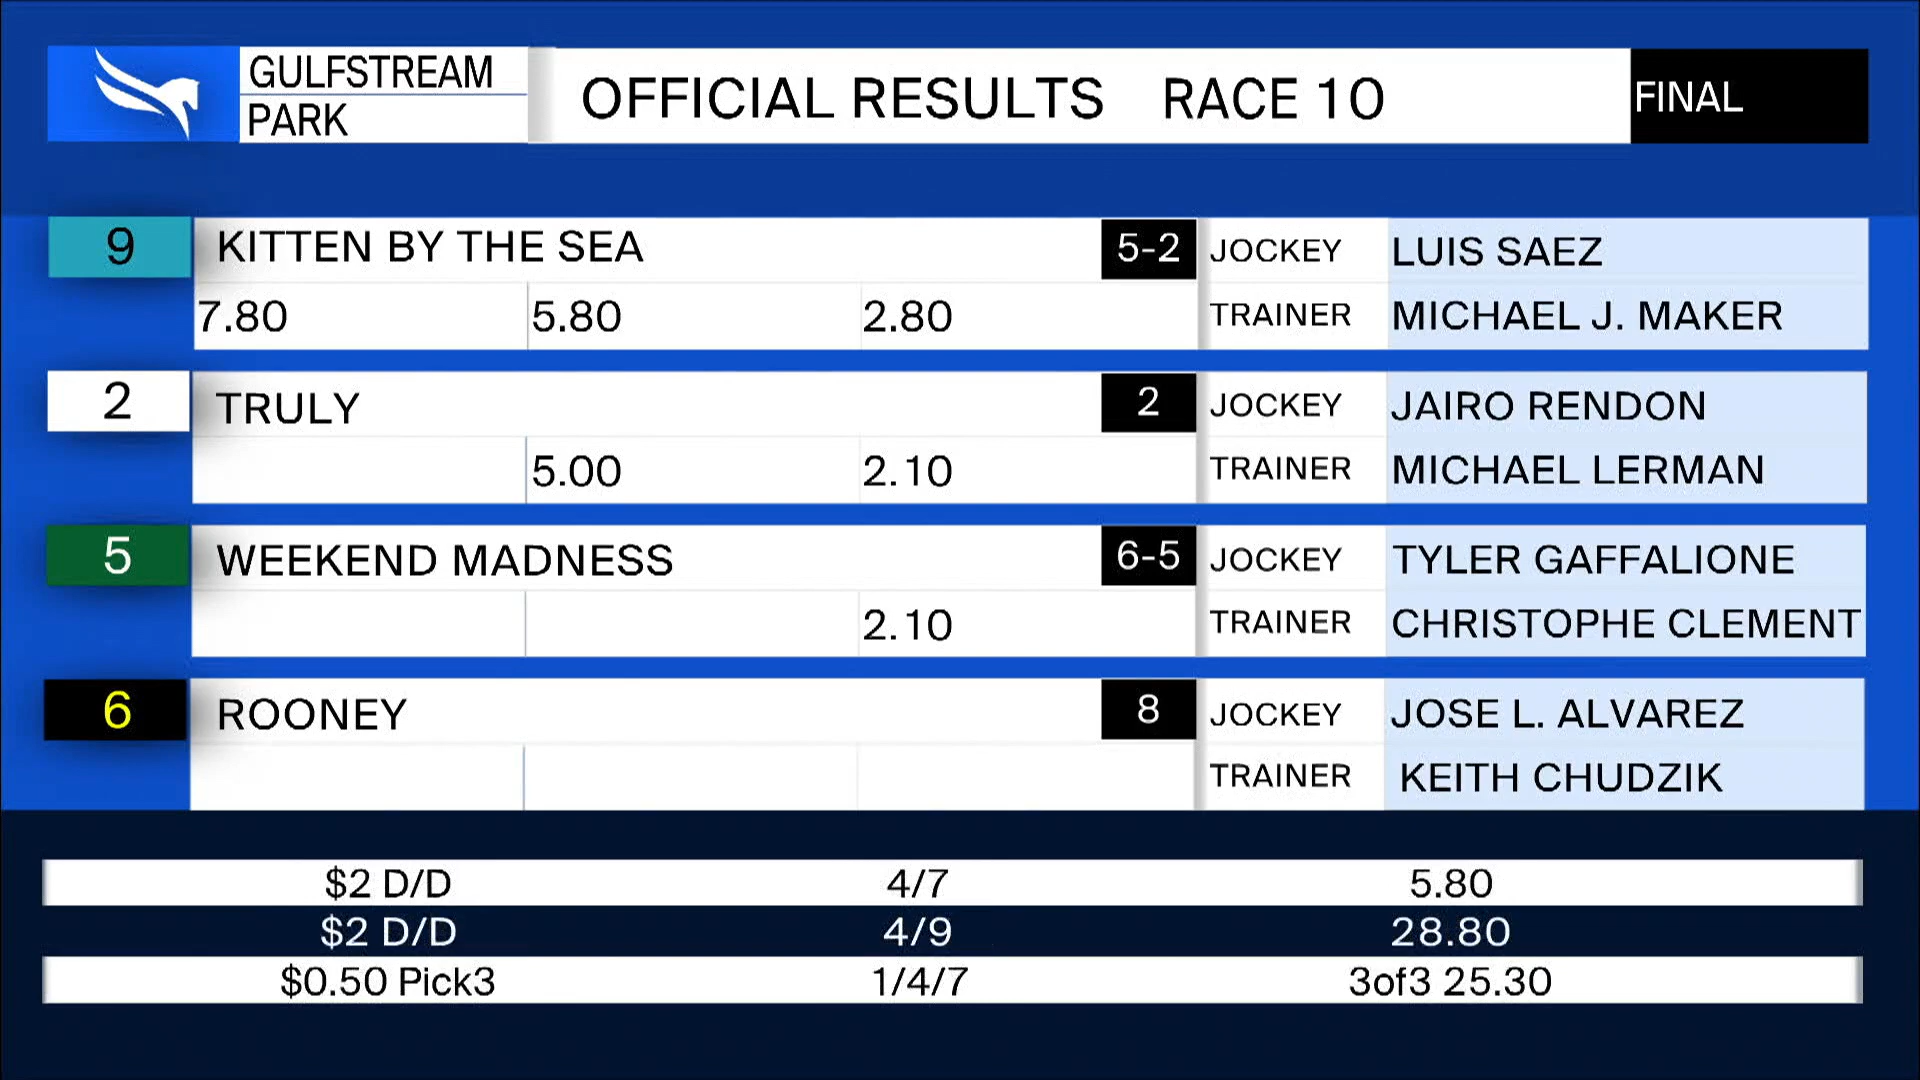 GULFSTREAM
PARK
OFFICIAL RESULTS RACE 10
FINAL
9 KITTEN BY THE SEA 5-2 JOCKEY LUIS SAEZ
7.80 5.80 2.80 TRAINER MICHAEL J. MAKER
2 TRULY 2 JOCKEY JAIRO RENDON
5.00 2.10 TRAINER MICHAEL LERMAN
5 WEEKEND MADNESS 6-5 JOCKEY TYLER GAFFALIONE
2.10 TRAINER CHRISTOPHE CLEMENT
6 ROONEY 8 JOCKEY JOSE L. ALVAREZ
TRAINER KEITH CHUDZIK
$2 D/D 4/7 5.80
$2 D/D 4/9 28.80
$0.50 Pick3 1/4/7 3of3 25.30